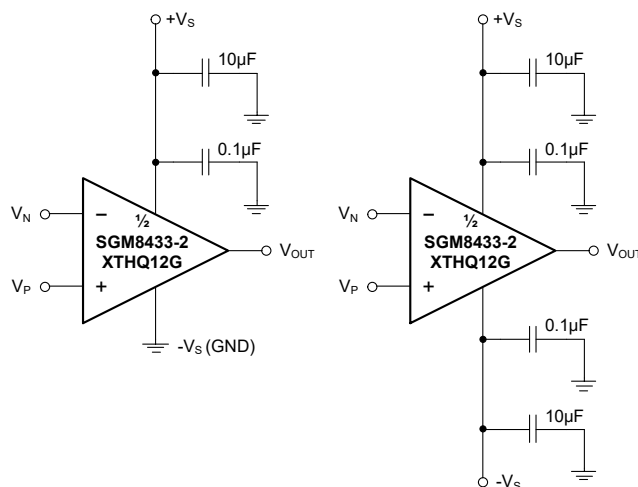 +VS
10µF
0.1µF
VN
−
½
SGM8433-2
XTHQ12G
VOUT
VP
+
-VS (GND)
+VS
10µF
0.1µF
VN
−
½
SGM8433-2
XTHQ12G
VOUT
VP
+
0.1µF
10µF
-VS